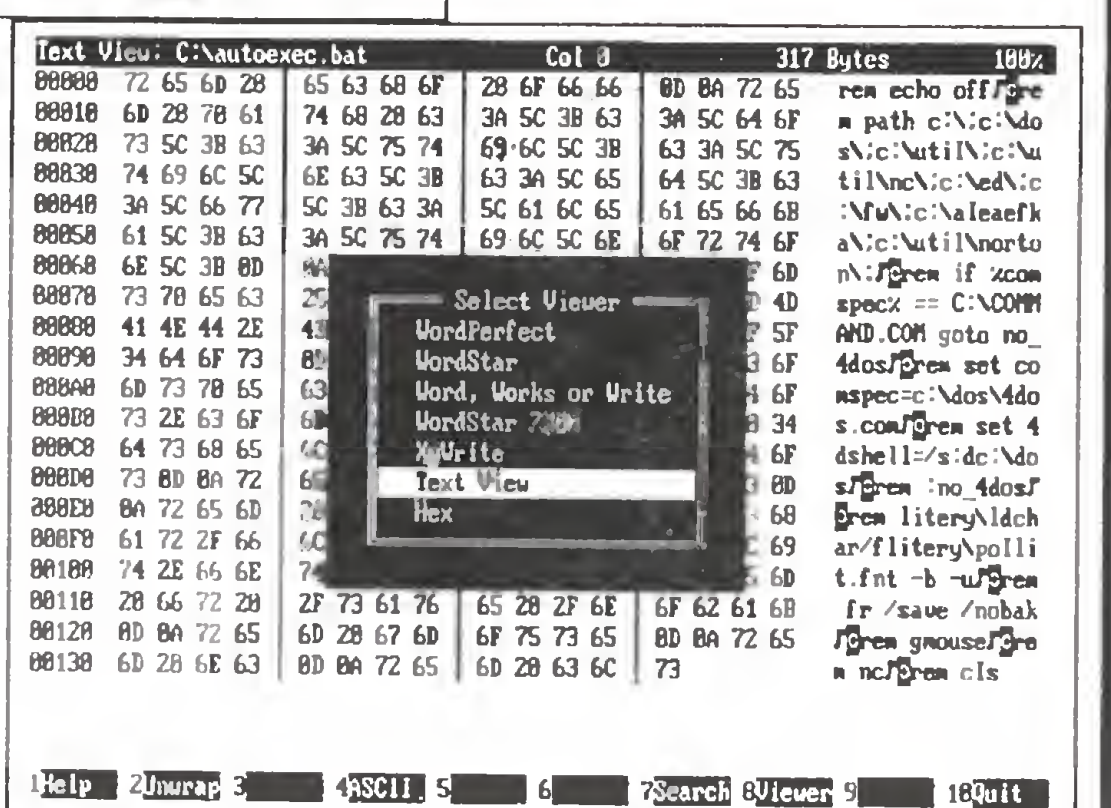 Text View: C:\autoexec.bat Col 0 317 Bytes 100%
00000 72 65 6D 20 65 63 68 6F 20 6F 66 66 0D 0A 72 65 rem echo off♪◙re
00010 6D 20 70 61 74 68 20 63 3A 5C 3B 63 3A 5C 64 6F m path c:\;c:\do
00020 73 5C 3B 63 3A 5C 75 74 69 6C 5C 3B 63 3A 5C 75 s\;c:\util\;c:\u
00030 74 69 6C 5C 6E 63 5C 3B 63 3A 5C 65 64 5C 3B 63 til\nc\;c:\ed\;c
00040 3A 5C 66 77 5C 3B 63 3A 5C 61 6C 65 61 65 66 6B :\fw\;c:\aleaefk
00050 61 5C 3B 63 3A 5C 75 74 69 6C 5C 6E 6F 72 74 6F a\;c:\util\norto
00060 6E 5C 3B 0D 6D n\;♪◙rem if %com
00070 73 70 65 63 4D spec% == C:\COMM
00080 41 4E 44 2E 5F AND.COM goto no_
00090 34 64 6F 73 6F 4dos♪◙rem set co
000A0 6D 73 70 65 63 6F mspec=c:\dos\4do
000B0 73 2E 63 6F 34 s.com♪◙rem set 4
000C0 64 73 68 65 6F dshell=/s:dc:\do
000D0 73 0D 0A 72 0D s♪◙rem :no_4dos♪
000E0 0A 72 65 6D 68 ◙rem litery\ldch
000F0 61 72 2F 66 69 ar/flitery\polli
00100 74 2E 66 6E 6D t.fnt -b -u♪◙rem
00110 20 66 72 20 2F 73 61 76 65 20 2F 6E 6F 62 61 6B fr /save /nobak
00120 0D 0A 72 65 6D 20 67 6D 6F 75 73 65 0D 0A 72 65 ♪◙rem gmouse♪◙re
00130 6D 20 6E 63 0D 0A 72 65 6D 20 63 6C 73 m nc♪◙rem cls
Select Viewer
WordPerfect
WordStar
Word, Works or Write
WordStar
XyWrite
Text View
Hex
1Help 2Unwrap 3 4ASCII 5 6 7Search 8Viewer 9 10Quit